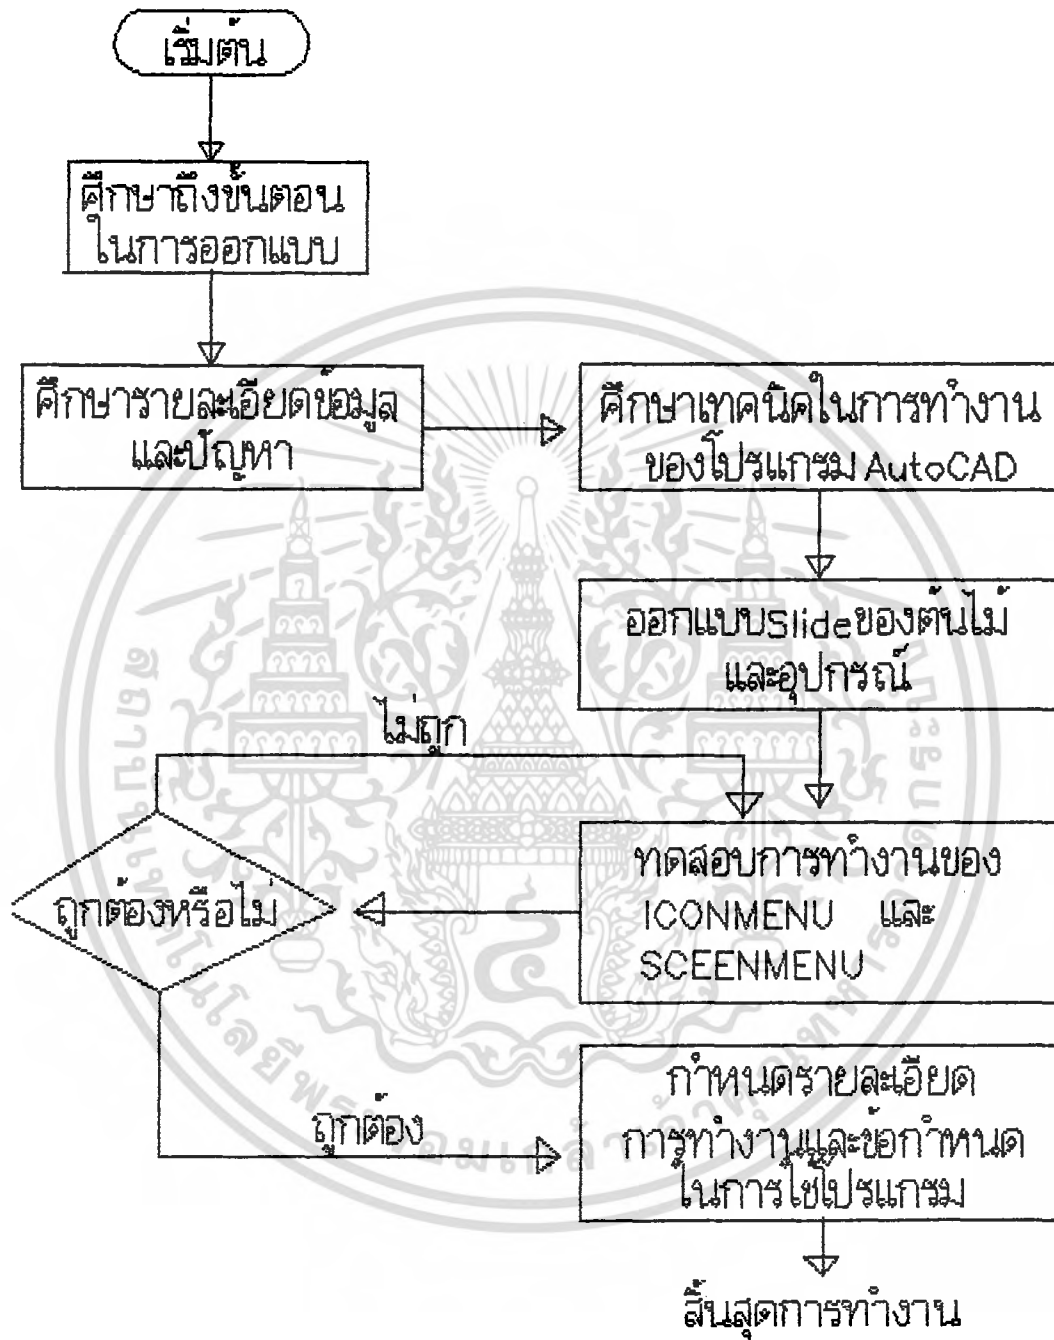 เริ่มต้น
ศึกษาถึงขั้นตอน
ในการออกแบบ
ศึกษารายละเอียดข้อมูล
และปัญหา
ศึกษาเทคนิคในการทำงาน
ของโปรแกรม AutoCAD
ออกแบบSlideของต้นไม้
และอุปกรณ์
ไม่ถูก
ทดสอบการทำงานของ
ICONMENU และ
SCEENMENU
ถูกต้องหรือไม่
ถูกต้อง
กำหนดรายละเอียด
การทำงานและข้อกำหนด
ในการใช้โปรแกรม
สิ้นสุดการทำงาน